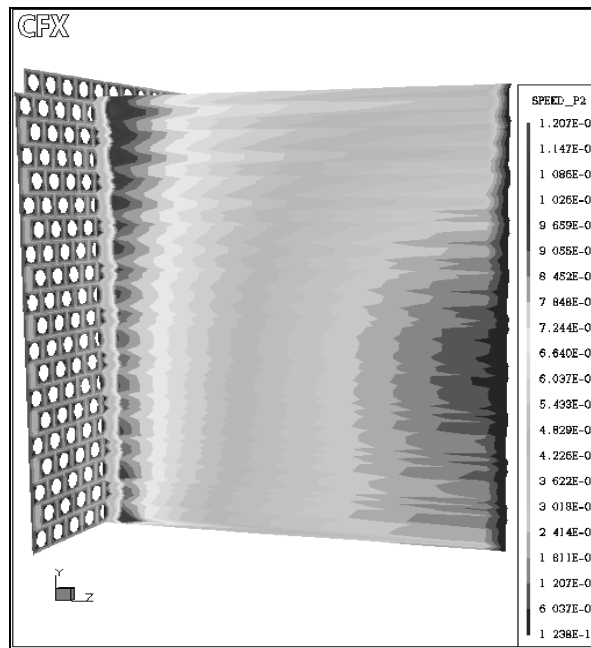 CFX
SPEED_P2
1.207E-0
1.147E-0
1 086E-0
1 026E-0
9 659E-0
9 055E-0
8 452E-0
7 848E-0
7 244E-0
6 640E-0
6 037E-0
5 433E-0
4 829E-0
4 226E-0
3 622E-0
3 018E-0
2 414E-0
1 811E-0
1 207E-0
6 037E-0
1 238E-1
Y
Z